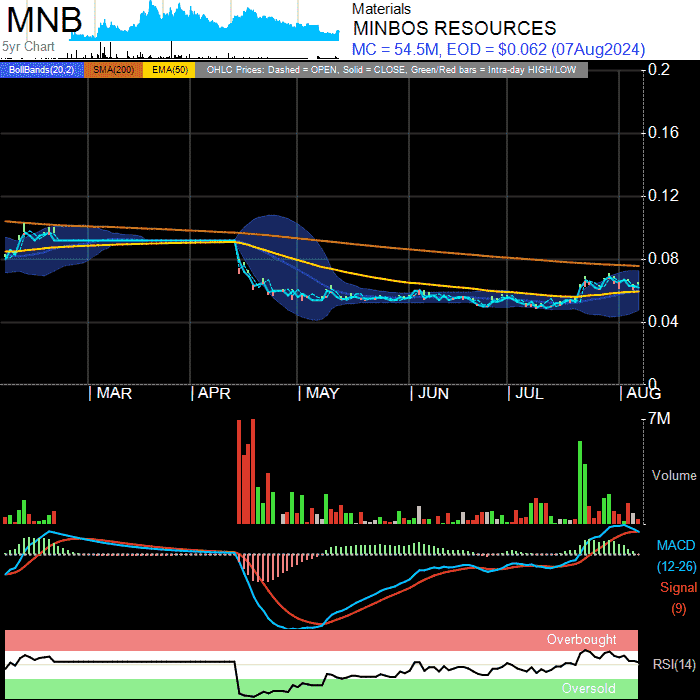 MNB
5yr Chart
Materials
MINBOS RESOURCES
MC = 54.5M, EOD = $0.062 (07Aug2024)
BollBands(20,2) SMA(200) EMA(50) OHLC Prices: Dashed = OPEN, Solid = CLOSE, Green/Red bars = Intra-day HIGH/LOW
0.2
0.16
0.12
0.08
0.04
0
| MAR | APR | MAY | JUN | JUL | AUG
7M
Volume
MACD
(12-26)
Signal
(9)
Overbought
RSI(14)
Oversold